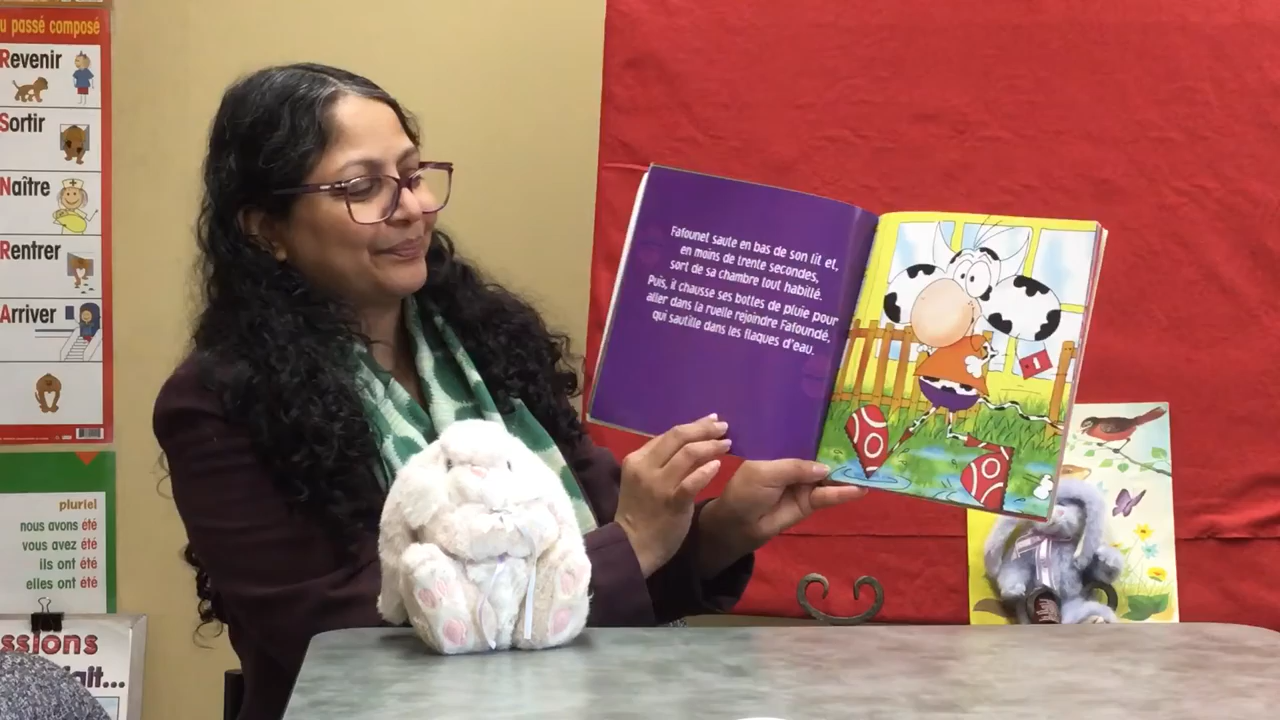 u passé composé
Revenir
Sortir
Naître
Rentrer
Arriver
pluriel
nous avons été
vous avez été
ils ont été
elles ont été
ssions
ait...
Fafounet saute en bas de son lit et,
en moins de trente secondes,
sort de sa chambre tout habillé.
Puis, il chausse ses bottes de pluie pour
aller dans la ruelle rejoindre Fafoundé,
qui sautille dans les flaques d'eau.